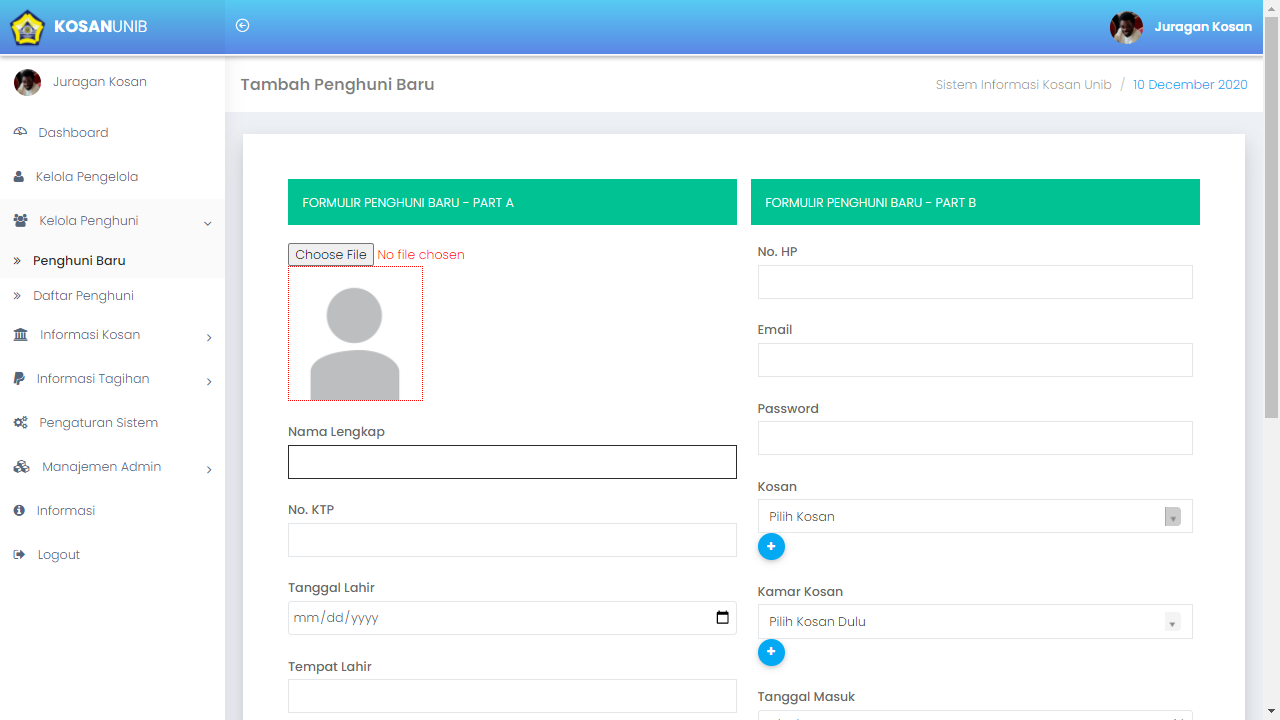 KOSANUNIB
Juragan Kosan
Juragan Kosan
Dashboard
Kelola Pengelola
Kelola Penghuni
Penghuni Baru
Daftar Penghuni
Informasi Kosan
Informasi Tagihan
Pengaturan Sistem
Manajemen Admin
Informasi
Logout
Tambah Penghuni Baru
Sistem Informasi Kosan Unib / 10 December 2020
FORMULIR PENGHUNI BARU - PART A
Choose File No file chosen
Nama Lengkap
No. KTP
Tanggal Lahir
mm/dd/yyyy
Tempat Lahir
FORMULIR PENGHUNI BARU - PART B
No. HP
Email
Password
Kosan
Pilih Kosan
Kamar Kosan
Pilih Kosan Dulu
Tanggal Masuk